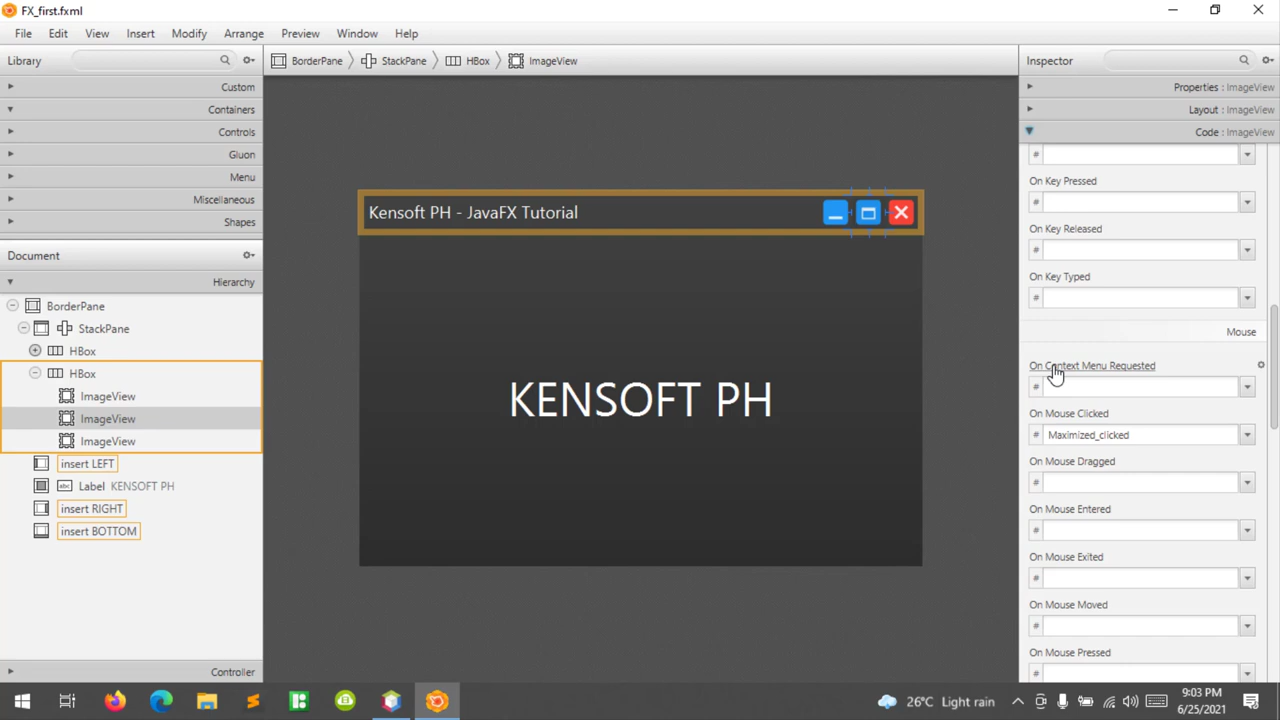 FX_first.fxml
File Edit View Insert Modify Arrange Preview Window Help
Library
BorderPane StackPane HBox ImageView
Inspector
Custom
Containers
Controls
Gluon
Menu
Miscellaneous
Shapes
Document
Hierarchy
BorderPane
StackPane
HBox
HBox
ImageView
ImageView
ImageView
insert LEFT
Label KENSOFT PH
insert RIGHT
insert BOTTOM
Controller
Kensoft PH - JavaFX Tutorial
KENSOFT PH
Properties : ImageView
Layout : ImageView
Code : ImageView
#
On Key Pressed
#
On Key Released
#
On Key Typed
#
Mouse
On Context Menu Requested
#
On Mouse Clicked
# Maximized_clicked
On Mouse Dragged
#
On Mouse Entered
#
On Mouse Exited
#
On Mouse Moved
#
On Mouse Pressed
#
26°C Light rain
9:03 PM
6/25/2021